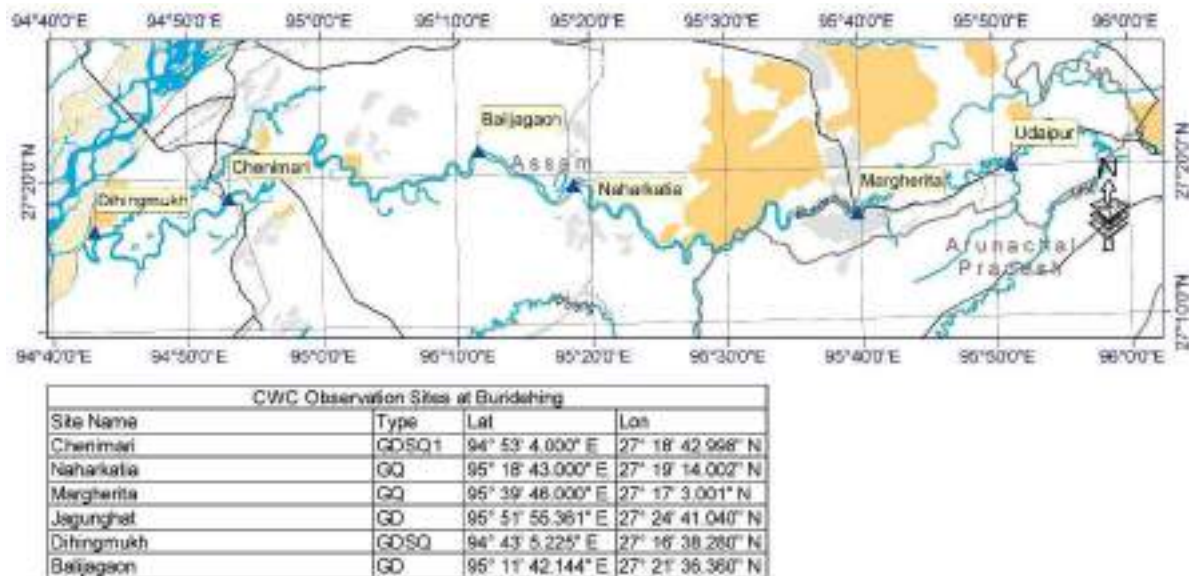 94°40'0"E 94°50'0"E 95°0'0"E 95°10'0"E 95°20'0"E 95°30'0"E 95°40'0"E 95°50'0"E 96°0'0"E
Balijagaon
Udaipur
Assam
N
Chenimari
27°20'0"N
27°20'0"N
Naharkatia
Margherita
Dihingmukh
Arunachal
Pradesh
27°10'0"N
94°40'0"E 94°50'0"E 95°0'0"E 95°10'0"E 95°20'0"E 95°30'0"E 95°40'0"E 95°50'0"E 96°0'0"E
CWC Observation Sites at Buridehing
Site Name Type Lat Lon
Chenimari GDSQ1 94° 53' 4.000" E 27° 18' 42.998" N
Naharkatia GQ 95° 18' 43.000" E 27° 19' 14.002" N
Margherita GQ 95° 39' 46.000" E 27° 17' 3.001" N
Jagunghat GD 95° 51' 55.361" E 27° 24' 41.040" N
Dihingmukh GDSQ 94° 43' 5.225" E 27° 16' 38.280" N
Balijagaon GD 95° 11' 42.144" E 27° 21' 36.360" N